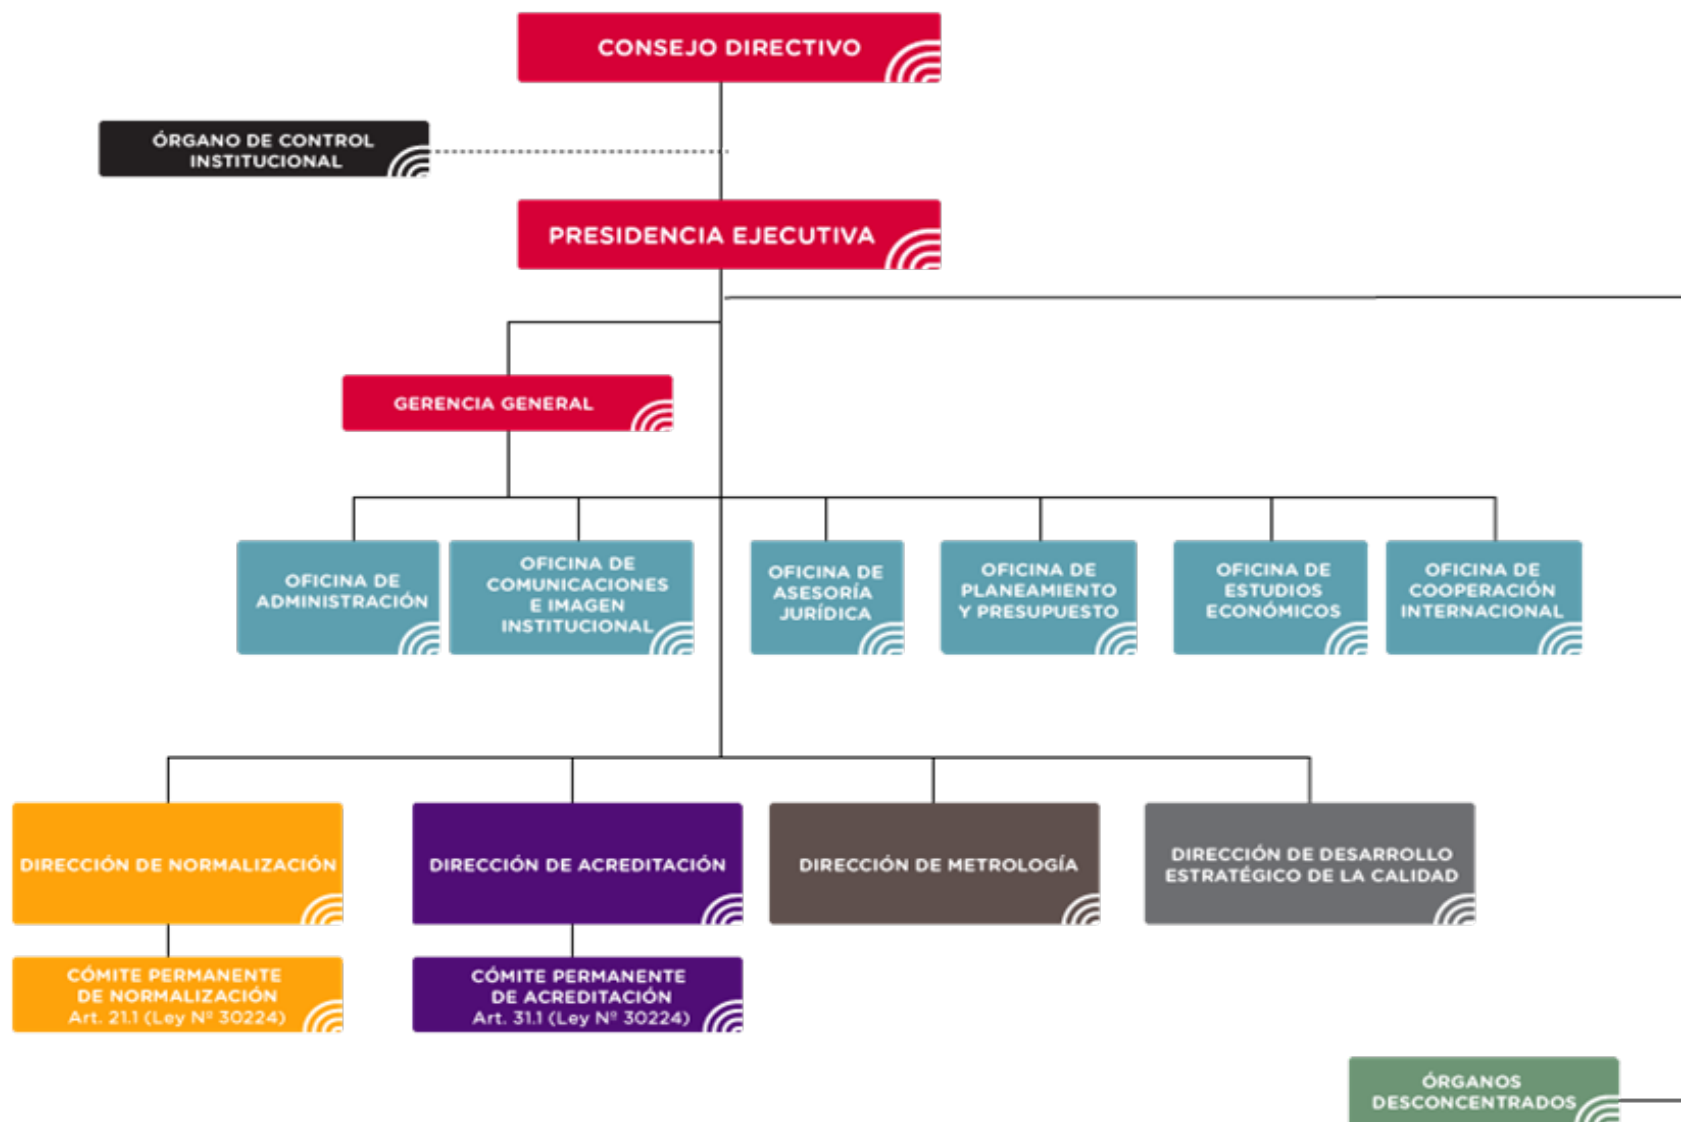 CONSEJO DIRECTIVO
ÓRGANO DE CONTROL
INSTITUCIONAL
PRESIDENCIA EJECUTIVA
GERENCIA GENERAL
OFICINA DE
ADMINISTRACIÓN
OFICINA DE
COMUNICACIONES
E IMAGEN
INSTITUCIONAL
OFICINA DE
ASESORÍA
JURÍDICA
OFICINA DE
PLANEAMIENTO
Y PRESUPUESTO
OFICINA DE
ESTUDIOS
ECONÓMICOS
OFICINA DE
COOPERACIÓN
INTERNACIONAL
DIRECCIÓN DE NORMALIZACIÓN
DIRECCIÓN DE ACREDITACIÓN
DIRECCIÓN DE METROLOGÍA
DIRECCIÓN DE DESARROLLO
ESTRATÉGICO DE LA CALIDAD
CÓMITE PERMANENTE
DE NORMALIZACIÓN
Art. 21.1 (Ley Nº 30224)
CÓMITE PERMANENTE
DE ACREDITACIÓN
Art. 31.1 (Ley Nº 30224)
ÓRGANOS
DESCONCENTRADOS